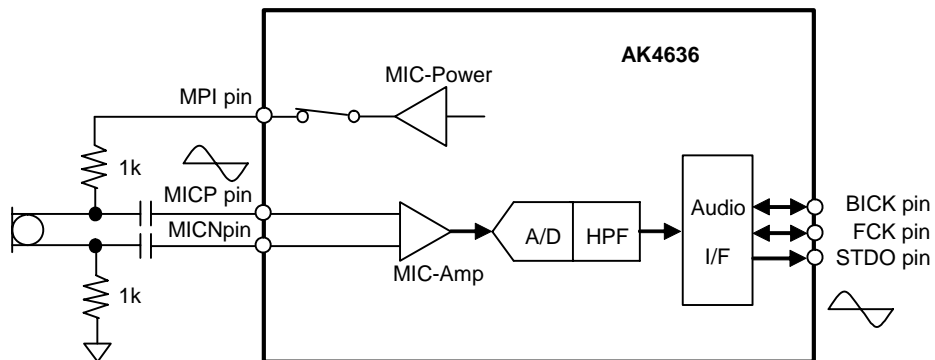 AK4636
MIC-Power
MPI pin
1k
MICP pin
MICNpin
1k
MIC-Amp
A/D
HPF
Audio
I/F
BICK pin
FCK pin
STDO pin